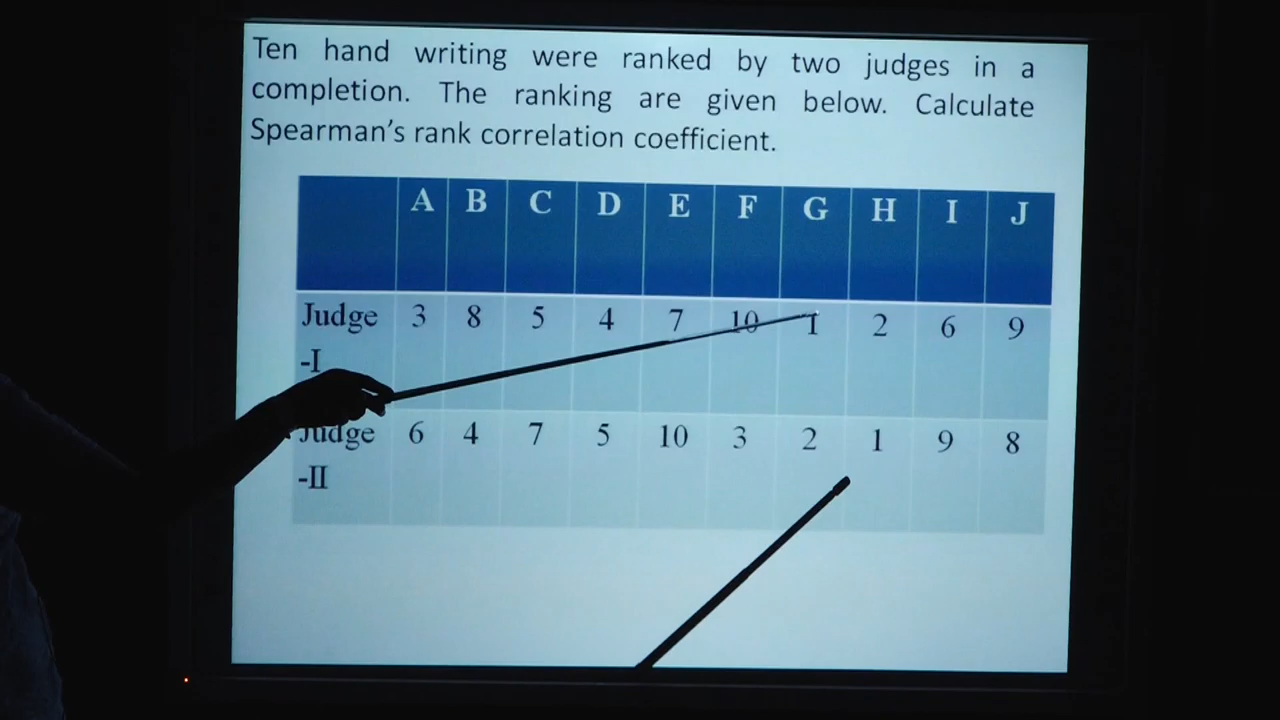 Ten hand writing were ranked by two judges in a
completion. The ranking are given below. Calculate
Spearman's rank correlation coefficient.
A B C D E F G H I J
Judge 3 8 5 4 7 10 1 2 6 9
-I
Judge 6 4 7 5 10 3 2 1 9 8
-II